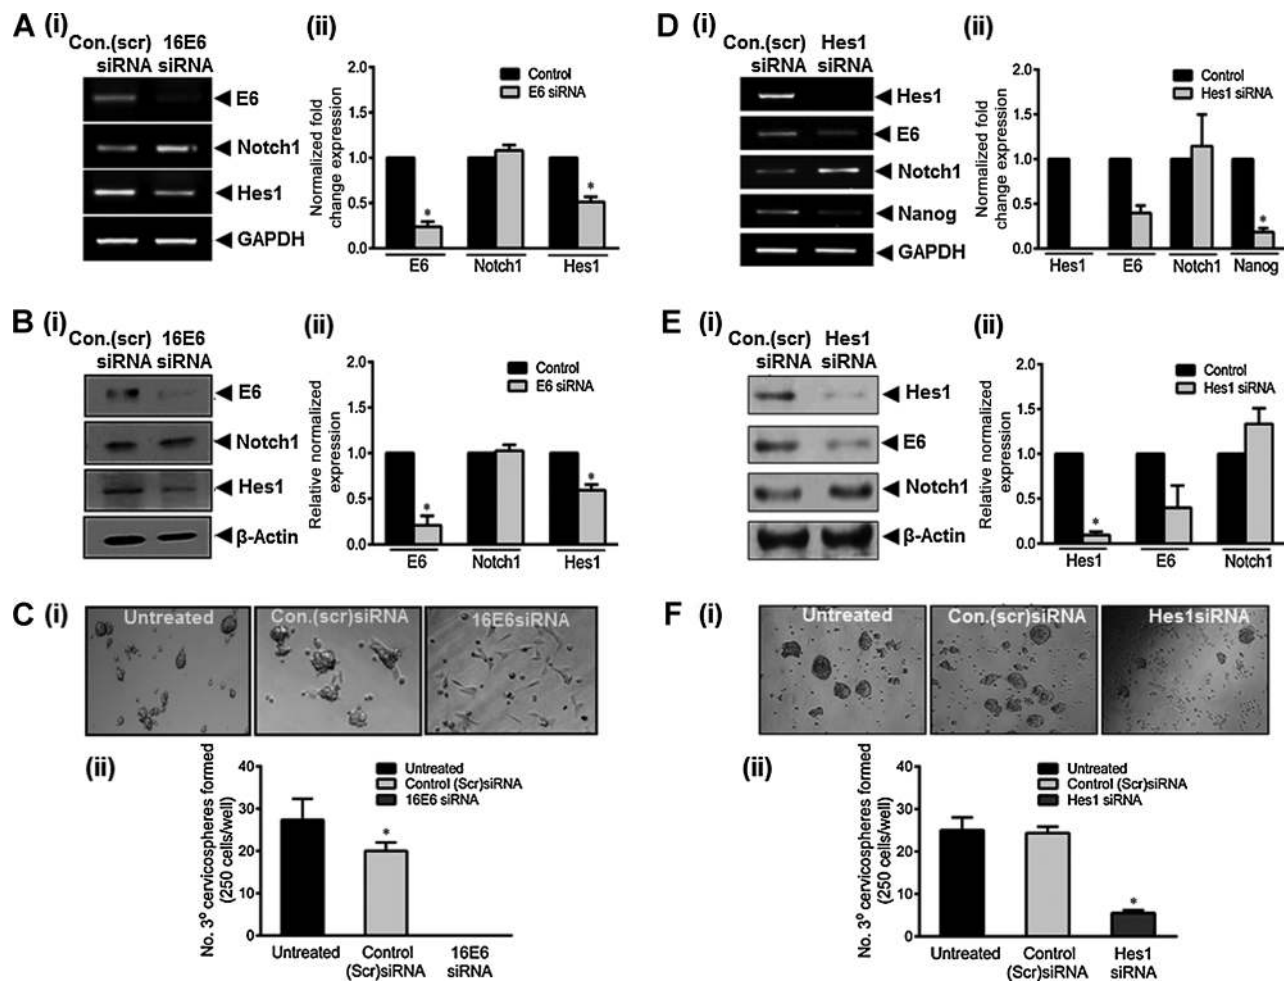 A (i)
Con.(scr) 16E6
siRNA siRNA
E6
Notch1
Hes1
GAPDH
(ii)
Normalized fold
change expression
2.0
1.5
1.0
0.5
0.0
Control
E6 siRNA
*
*
E6 Notch1 Hes1
B (i)
Con.(scr) 16E6
siRNA siRNA
E6
Notch1
Hes1
β-Actin
(ii)
Relative normalized
expression
2.0
1.5
1.0
0.5
0.0
Control
E6 siRNA
*
*
E6 Notch1 Hes1
C (i)
Untreated
Con.(scr)siRNA
16E6siRNA
(ii)
No. 3º cervicospheres formed
(250 cells/well)
40
30
20
10
0
Untreated
Control (Scr)siRNA
16E6 siRNA
*
Untreated Control 16E6
(Scr)siRNA siRNA
D (i)
Con.(scr) Hes1
siRNA siRNA
Hes1
E6
Notch1
Nanog
GAPDH
(ii)
Normalized fold
change expression
2.0
1.5
1.0
0.5
0.0
Control
Hes1 siRNA
*
Hes1 E6 Notch1 Nanog
E (i)
Con.(scr) Hes1
siRNA siRNA
Hes1
E6
Notch1
β-Actin
(ii)
Relative normalized
expression
2.0
1.5
1.0
0.5
0.0
Control
Hes1 siRNA
*
Hes1 E6 Notch1
F (i)
Untreated
Con.(scr)siRNA
Hes1siRNA
(ii)
No. 3º cervicospheres formed
(250 cells/well)
40
30
20
10
0
Untreated
Control (Scr)siRNA
Hes1 siRNA
*
Untreated Control Hes1
(Scr)siRNA siRNA